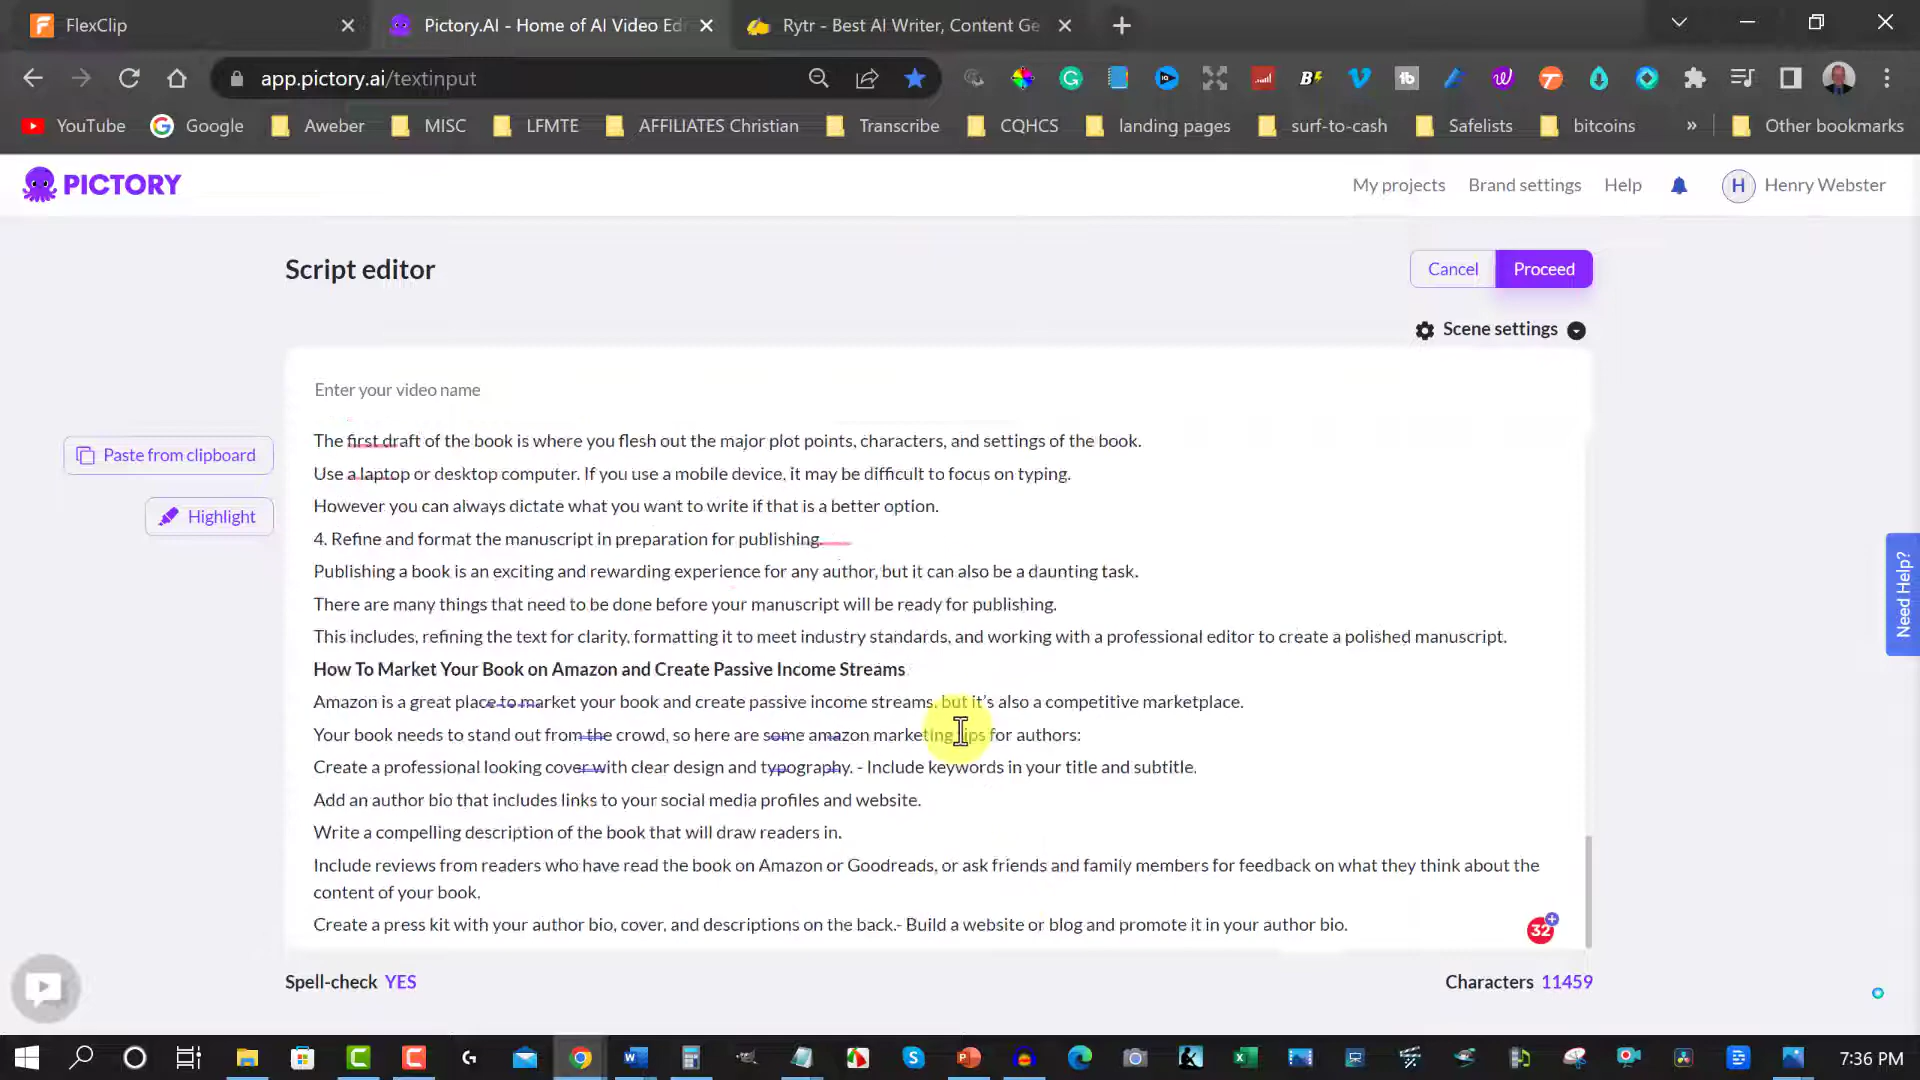 FlexClip
Pictory.AI - Home of AI Video Ed
Rytr - Best AI Writer, Content Ge
app.pictory.ai/textinput
YouTube Google Aweber MISC LFMTE AFFILIATES Christian Transcribe CQHCS landing pages surf-to-cash Safelists bitcoins » Other bookmarks
PICTORY
My projects Brand settings Help H Henry Webster
Script editor
Cancel Proceed
Scene settings
Enter your video name
Paste from clipboard
Highlight
The first draft of the book is where you flesh out the major plot points, characters, and settings of the book.
Use a laptop or desktop computer. If you use a mobile device, it may be difficult to focus on typing.
However you can always dictate what you want to write if that is a better option.
4. Refine and format the manuscript in preparation for publishing.
Publishing a book is an exciting and rewarding experience for any author, but it can also be a daunting task.
There are many things that need to be done before your manuscript will be ready for publishing.
This includes, refining the text for clarity, formatting it to meet industry standards, and working with a professional editor to create a polished manuscript.
How To Market Your Book on Amazon and Create Passive Income Streams
Amazon is a great place to market your book and create passive income streams, but it's also a competitive marketplace.
Your book needs to stand out from the crowd, so here are some amazon marketing tips for authors:
Create a professional looking cover with clear design and typography. - Include keywords in your title and subtitle.
Add an author bio that includes links to your social media profiles and website.
Write a compelling description of the book that will draw readers in.
Include reviews from readers who have read the book on Amazon or Goodreads, or ask friends and family members for feedback on what they think about the
content of your book.
Create a press kit with your author bio, cover, and descriptions on the back.- Build a website or blog and promote it in your author bio.
32
Need Help?
Spell-check YES
Characters 11459
7:36 PM